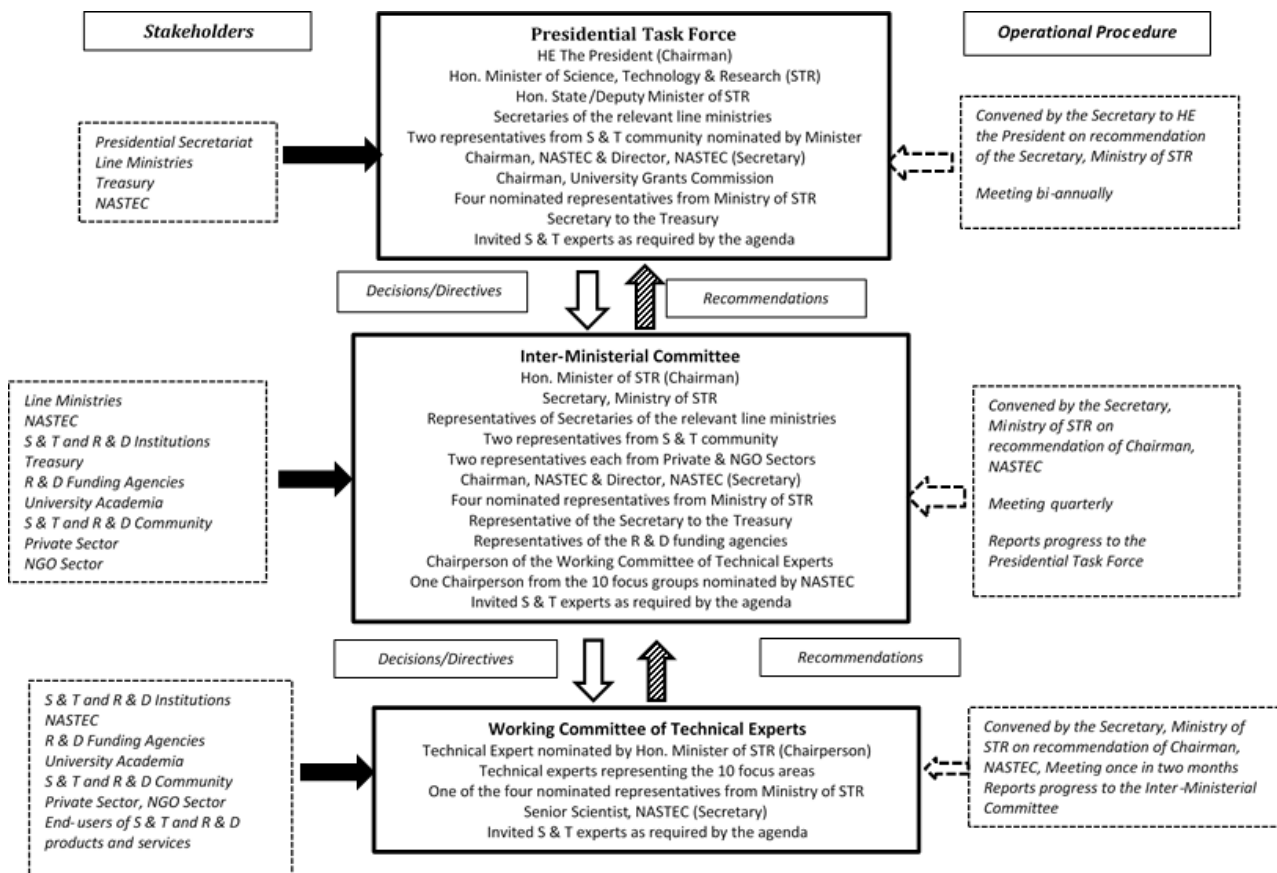 Stakeholders
Presidential Task Force
HE The President (Chairman)
Hon. Minister of Science, Technology & Research (STR)
Hon. State/Deputy Minister of STR
Secretaries of the relevant line ministries
Two representatives from S & T community nominated by Minister
Chairman, NASTEC & Director, NASTEC (Secretary)
Chairman, University Grants Commission
Four nominated representatives from Ministry of STR
Secretary to the Treasury
Invited S & T experts as required by the agenda
Operational Procedure
Presidential Secretariat
Line Ministries
Treasury
NASTEC
Convened by the Secretary to HE
the President on recommendation
of the Secretary, Ministry of STR
Meeting bi-annually
Decisions/Directives
Recommendations
Inter-Ministerial Committee
Hon. Minister of STR (Chairman)
Secretary, Ministry of STR
Representatives of Secretaries of the relevant line ministries
Two representatives from S & T community
Two representatives each from Private & NGO Sectors
Chairman, NASTEC & Director, NASTEC (Secretary)
Four nominated representatives from Ministry of STR
Representative of the Secretary to the Treasury
Representatives of the R & D funding agencies
Chairperson of the Working Committee of Technical Experts
One Chairperson from the 10 focus groups nominated by NASTEC
Invited S & T experts as required by the agenda
Line Ministries
NASTEC
S & T and R & D Institutions
Treasury
R & D Funding Agencies
University Academia
S & T and R & D Community
Private Sector
NGO Sector
Convened by the Secretary,
Ministry of STR on
recommendation of Chairman,
NASTEC
Meeting quarterly
Reports progress to the
Presidential Task Force
Decisions/Directives
Recommendations
S & T and R & D Institutions
NASTEC
R & D Funding Agencies
University Academia
S & T and R & D Community
Private Sector, NGO Sector
End-users of S & T and R & D
products and services
Working Committee of Technical Experts
Technical Expert nominated by Hon. Minister of STR (Chairperson)
Technical experts representing the 10 focus areas
One of the four nominated representatives from Ministry of STR
Senior Scientist, NASTEC (Secretary)
Invited S & T experts as required by the agenda
Convened by the Secretary, Ministry of
STR on recommendation of Chairman,
NASTEC, Meeting once in two months
Reports progress to the Inter-Ministerial
Committee